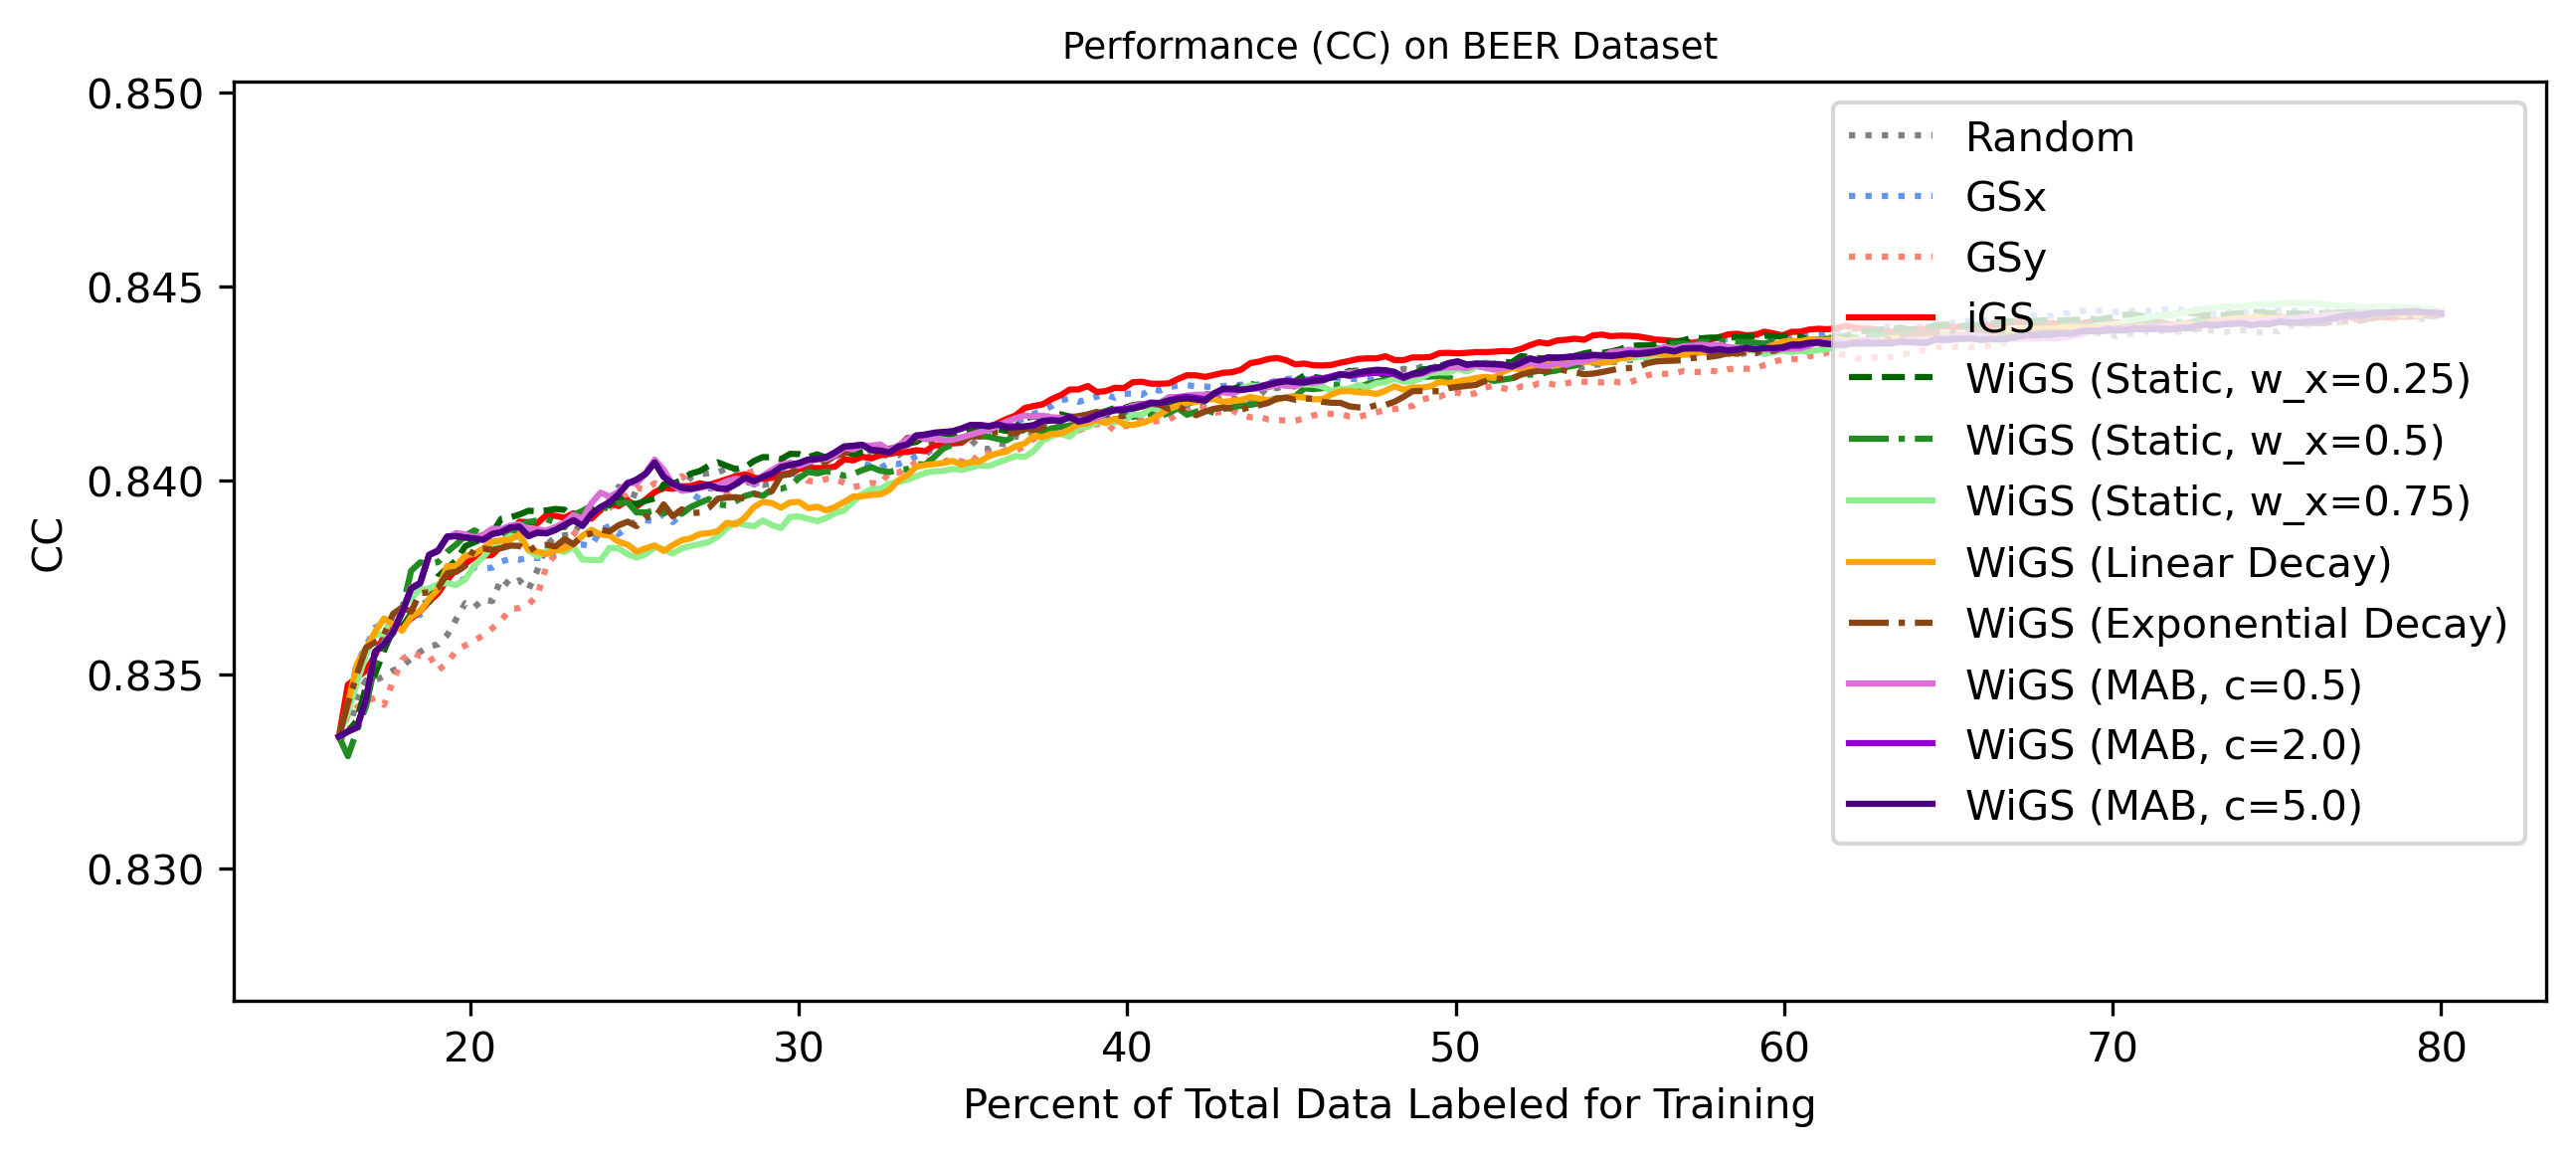 Performance (CC) on BEER Dataset
0.850
0.845
0.840
0.835
0.830
CC
20 30 40 50 60 70 80
Percent of Total Data Labeled for Training
Random
GSx
GSy
iGS
WiGS (Static, w_x=0.25)
WiGS (Static, w_x=0.5)
WiGS (Static, w_x=0.75)
WiGS (Linear Decay)
WiGS (Exponential Decay)
WiGS (MAB, c=0.5)
WiGS (MAB, c=2.0)
WiGS (MAB, c=5.0)